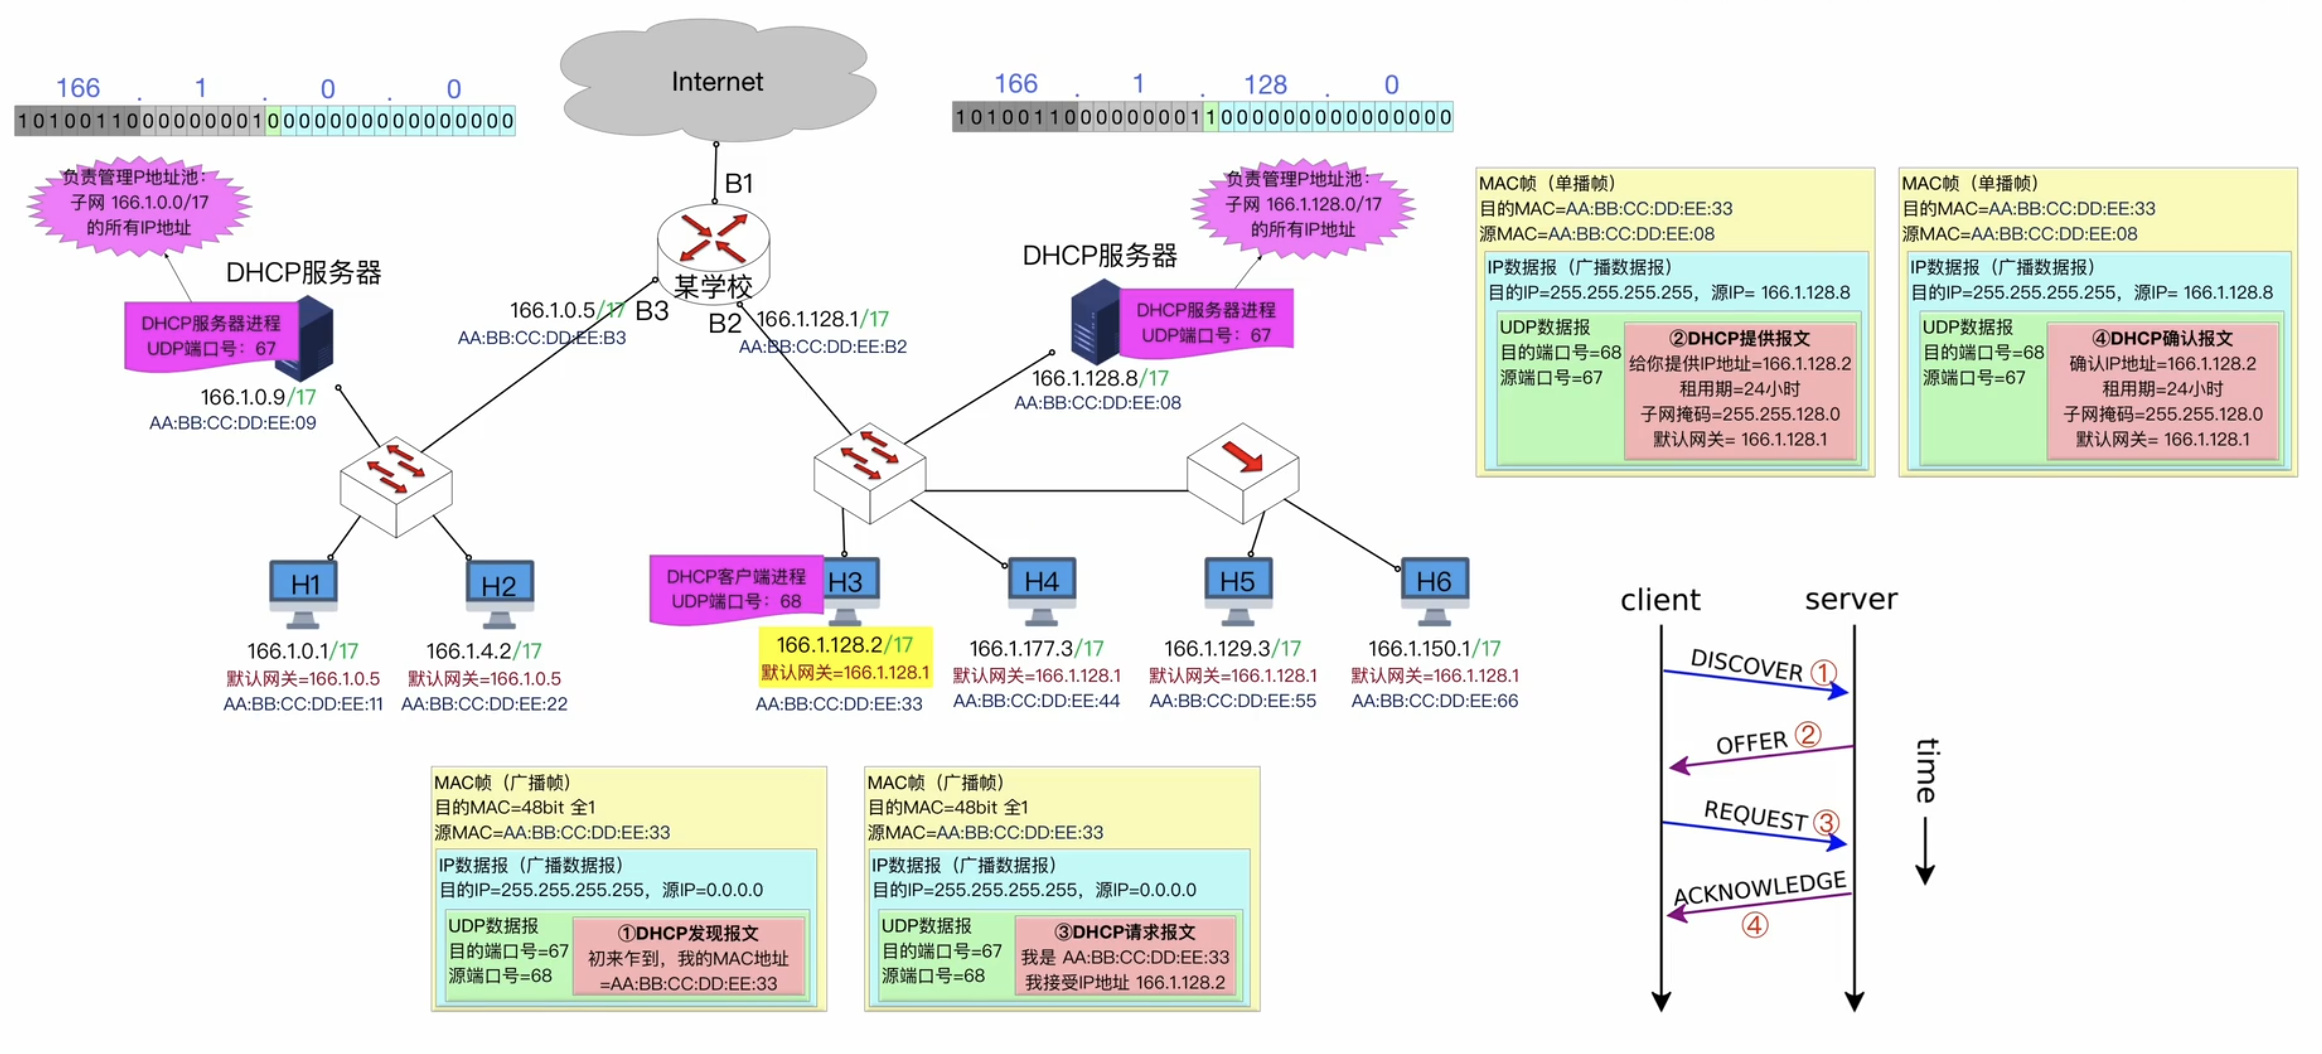 Internet
166 . 1 . 0 . 0
10100110000000010000000000000000
166 . 1 . 128 . 0
10100110000000011000000000000000
负责管理IP地址池：
子网 166.1.0.0/17
的所有IP地址
DHCP服务器
DHCP服务器进程
UDP端口号：67
166.1.0.9/17
AA:BB:CC:DD:EE:09
B1
某学校
B3
B2
166.1.0.5/17
AA:BB:CC:DD:EE:B3
166.1.128.1/17
AA:BB:CC:DD:EE:B2
负责管理IP地址池：
子网 166.1.128.0/17
的所有IP地址
DHCP服务器
DHCP服务器进程
UDP端口号：67
166.1.128.8/17
AA:BB:CC:DD:EE:08
MAC帧（单播帧）
目的MAC=AA:BB:CC:DD:EE:33
源MAC=AA:BB:CC:DD:EE:08
IP数据报（广播数据报）
目的IP=255.255.255.255，源IP= 166.1.128.8
UDP数据报
目的端口号=68
源端口号=67
②DHCP提供报文
给你提供IP地址=166.1.128.2
租用期=24小时
子网掩码=255.255.128.0
默认网关= 166.1.128.1
MAC帧（单播帧）
目的MAC=AA:BB:CC:DD:EE:33
源MAC=AA:BB:CC:DD:EE:08
IP数据报（广播数据报）
目的IP=255.255.255.255，源IP= 166.1.128.8
UDP数据报
目的端口号=68
源端口号=67
④DHCP确认报文
确认IP地址=166.1.128.2
租用期=24小时
子网掩码=255.255.128.0
默认网关= 166.1.128.1
H1
166.1.0.1/17
默认网关=166.1.0.5
AA:BB:CC:DD:EE:11
H2
166.1.4.2/17
默认网关=166.1.0.5
AA:BB:CC:DD:EE:22
DHCP客户端进程
UDP端口号：68
H3
166.1.128.2/17
默认网关=166.1.128.1
AA:BB:CC:DD:EE:33
H4
166.1.177.3/17
默认网关=166.1.128.1
AA:BB:CC:DD:EE:44
H5
166.1.129.3/17
默认网关=166.1.128.1
AA:BB:CC:DD:EE:55
H6
166.1.150.1/17
默认网关=166.1.128.1
AA:BB:CC:DD:EE:66
MAC帧（广播帧）
目的MAC=48bit 全1
源MAC=AA:BB:CC:DD:EE:33
IP数据报（广播数据报）
目的IP=255.255.255.255，源IP=0.0.0.0
UDP数据报
目的端口号=67
源端口号=68
①DHCP发现报文
初来乍到，我的MAC地址
=AA:BB:CC:DD:EE:33
MAC帧（广播帧）
目的MAC=48bit 全1
源MAC=AA:BB:CC:DD:EE:33
IP数据报（广播数据报）
目的IP=255.255.255.255，源IP=0.0.0.0
UDP数据报
目的端口号=67
源端口号=68
③DHCP请求报文
我是 AA:BB:CC:DD:EE:33
我接受IP地址 166.1.128.2
client
server
DISCOVER ①
OFFER ②
REQUEST ③
ACKNOWLEDGE
④
time